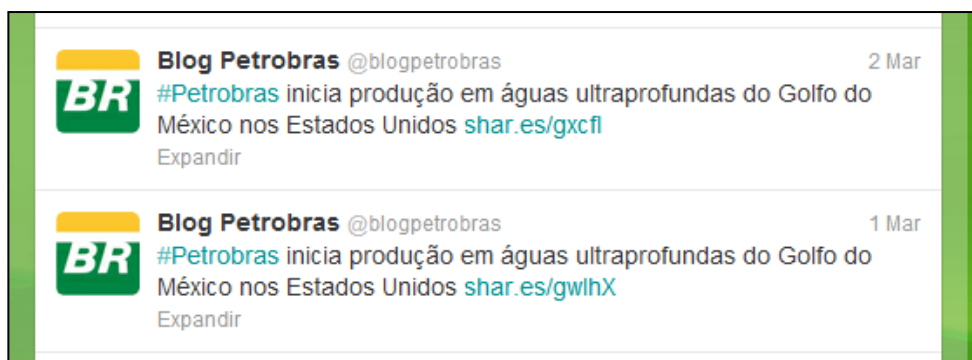 Blog Petrobras @blogpetrobras 2 Mar
BR #Petrobras inicia produção em águas ultraprofundas do Golfo do
México nos Estados Unidos shar.es/gxcfl
Expandir
Blog Petrobras @blogpetrobras 1 Mar
BR #Petrobras inicia produção em águas ultraprofundas do Golfo do
México nos Estados Unidos shar.es/gwlhX
Expandir